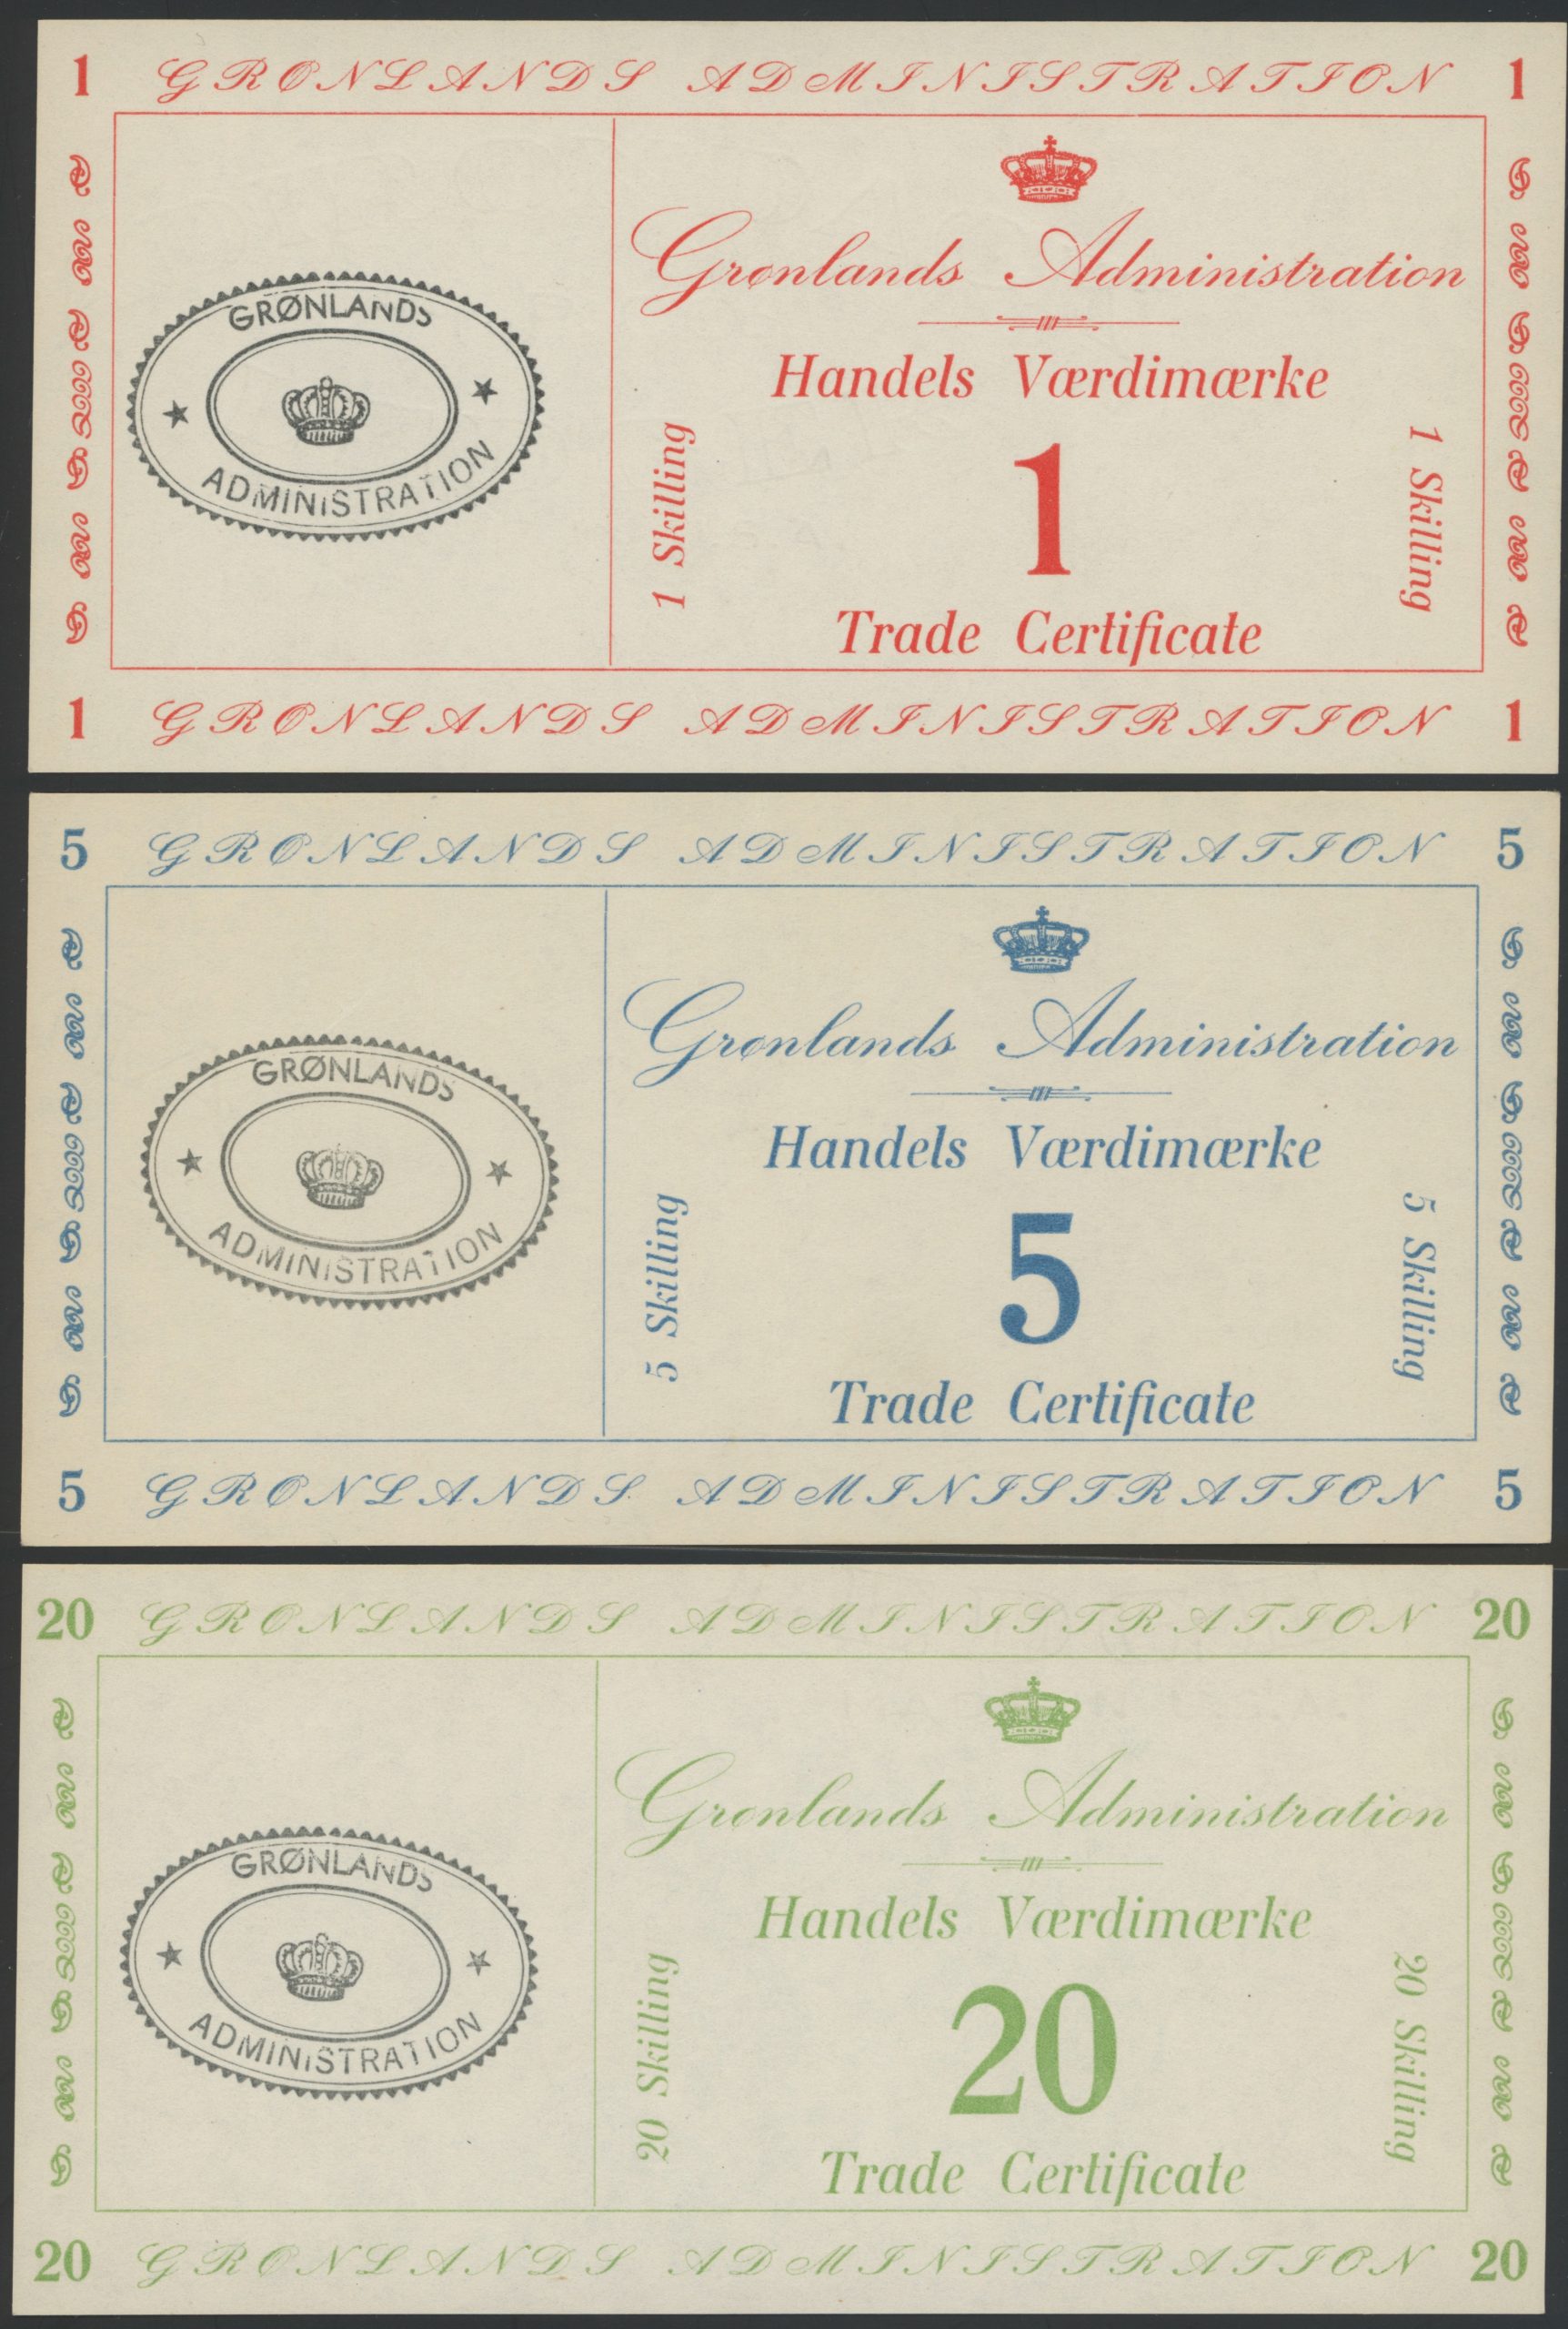 1 GRØNLANDS ADMINISTRATION 1
GRØNLANDS
ADMINISTRATION
Grønlands Administration
Handels Værdimærke
1 Skilling
1
1 Skilling
Trade Certificate
1 GRØNLANDS ADMINISTRATION 1
5 GRØNLANDS ADMINISTRATION 5
GRØNLANDS
ADMINISTRATION
Grønlands Administration
Handels Værdimærke
5 Skilling
5
5 Skilling
Trade Certificate
5 GRØNLANDS ADMINISTRATION 5
20 GRØNLANDS ADMINISTRATION 20
GRØNLANDS
ADMINISTRATION
Grønlands Administration
Handels Værdimærke
20 Skilling
20
20 Skilling
Trade Certificate
20 GRØNLANDS ADMINISTRATION 20